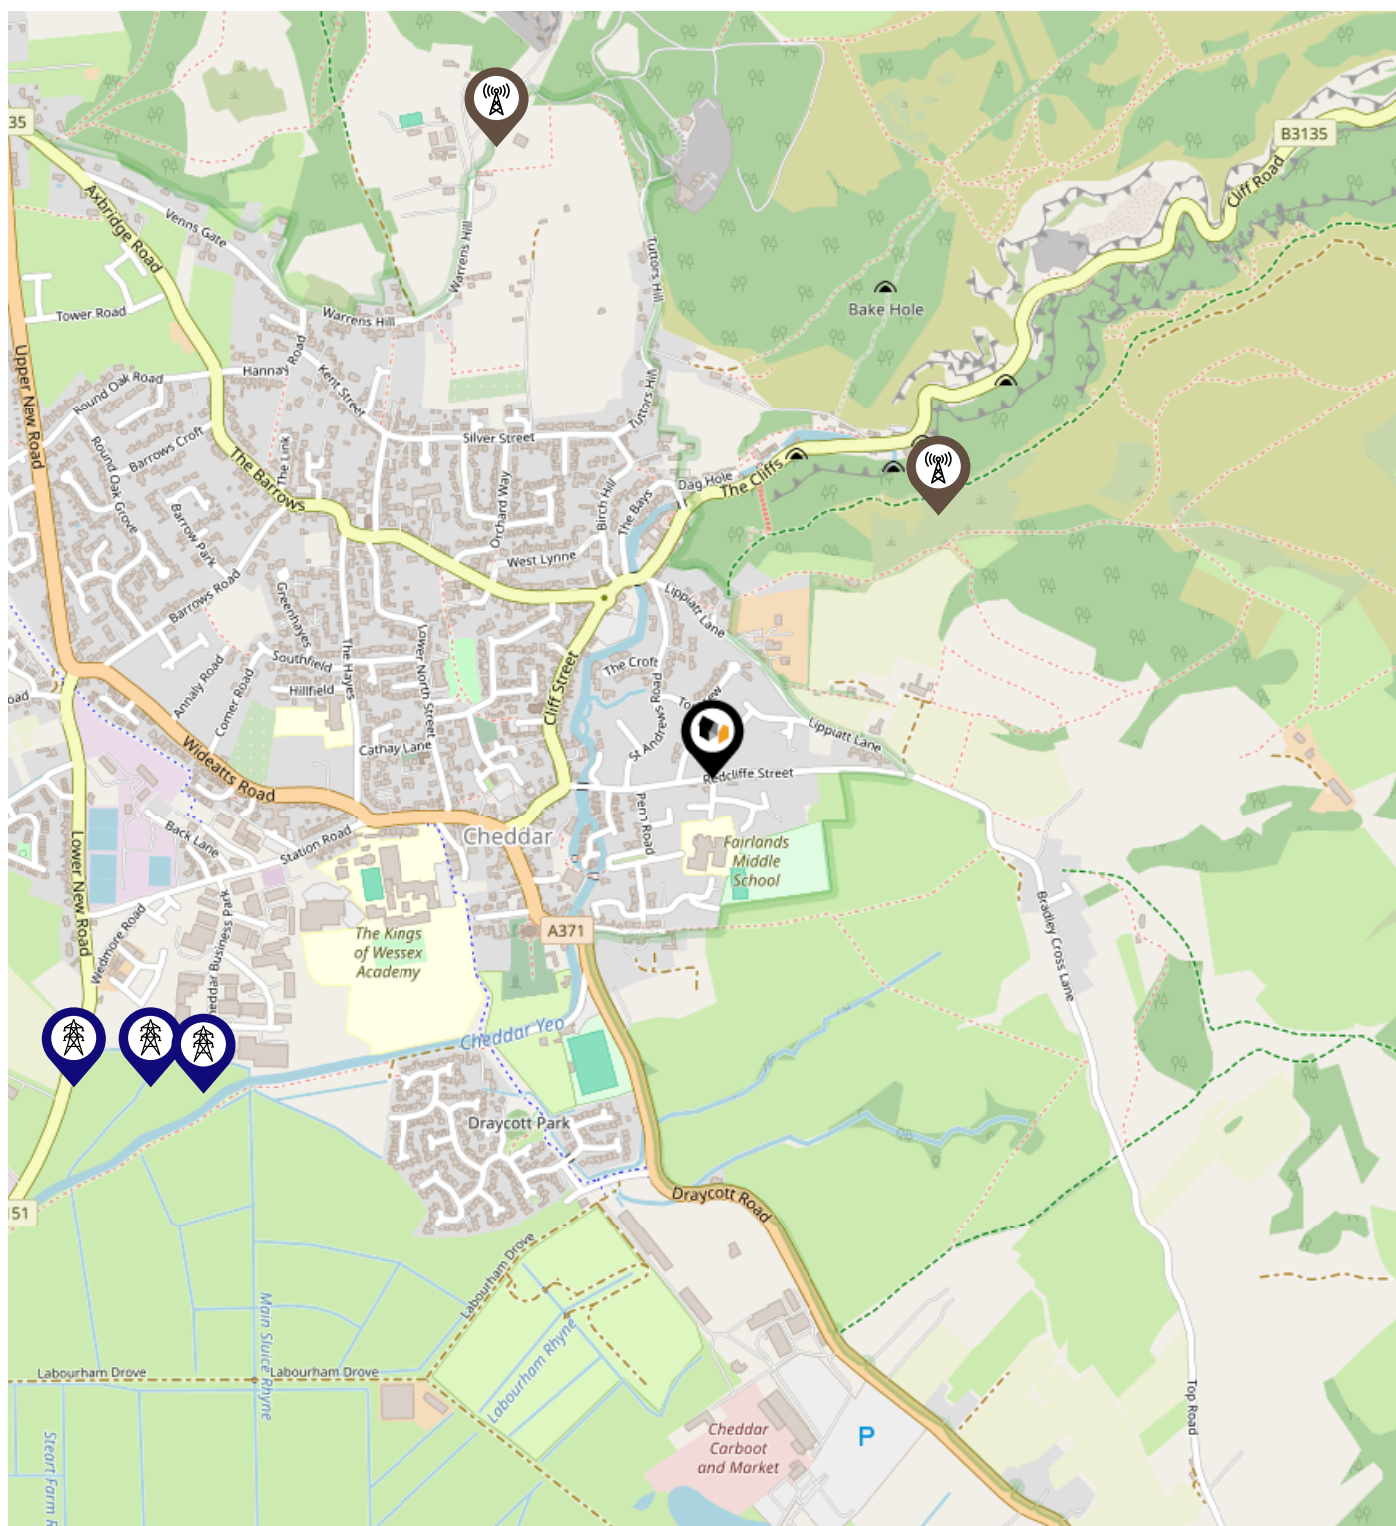 35
B3135
Cliff Road
Axbridge Road
Venns Gate
Warrens Hill
Tuttors Hill
Bake Hole
Tower Road
Warrens Hill
Upper New Road
Hannay Road
Round Oak Road
Kent Street
Tuttors Hill
Silver Street
Barrows Croft
The Link
Round Oak Grove
The Barrows
Orchard Way
Dag Hole
The Cliffs
Birch Hill
The Bays
Barrow Park
West Lynne
Barrows Road
Greenhayes
Lippiatt Lane
The Hayes
Lower North Street
Southfield
The Croft
Annaly Road
Hillfield
Comer Road
Cliff Street
St Andrews Road
Lippiatt Lane
Cathay Lane
Wideatts Road
Redcliffe Street
Penn Road
Back Lane
Station Road
Cheddar
Fairlands
Middle
School
Lower New Road
Wedmore Road
Cheddar Business Park
The Kings
of Wessex
Academy
A371
Bradley Cross Lane
Cheddar Yeo
Draycott Park
Draycott Road
51
Labourham Drove
Main Sluice Rhyne
Labourham Rhyne
Labourham Drove
Labourham Drove
Top Road
Cheddar
Carboot
and Market
P
Steart Farm